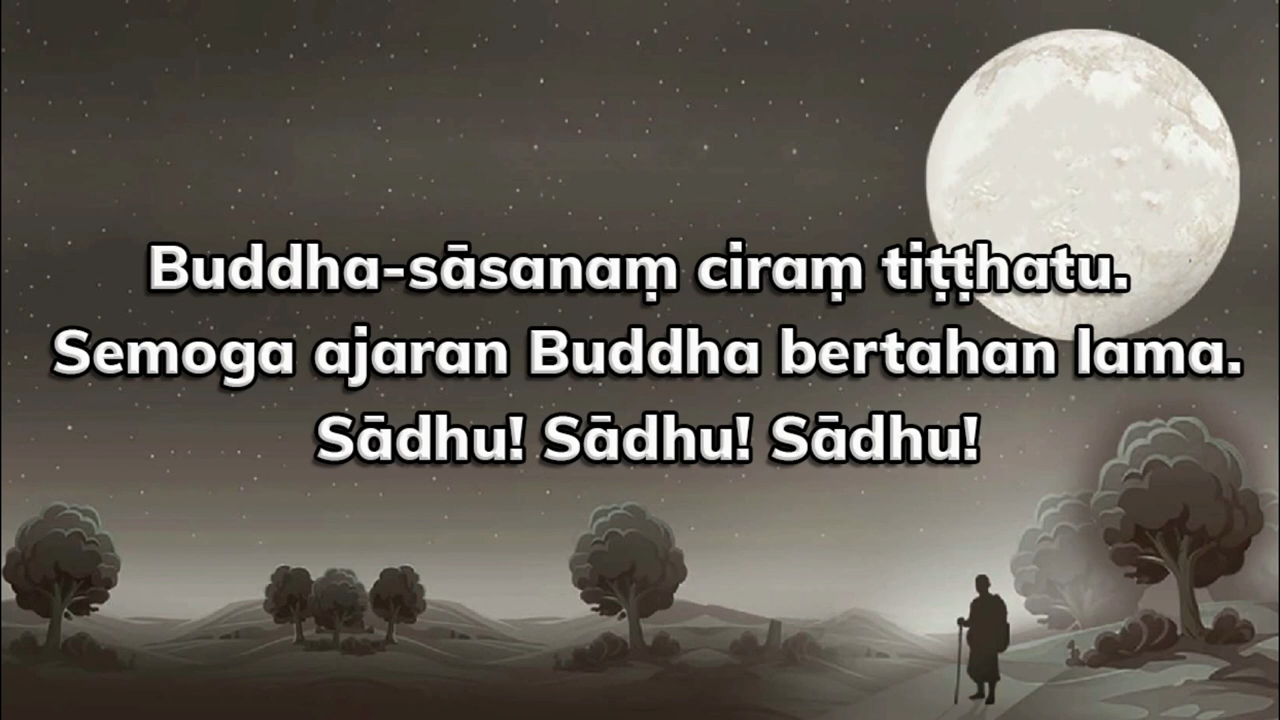 Buddha-sāsanaṃ ciraṃ tiṭṭhatu.
Semoga ajaran Buddha bertahan lama.
Sādhu! Sādhu! Sādhu!